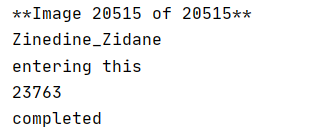 **Image 20515 of 20515**
Zinedine_Zidane
entering this
23763
completed